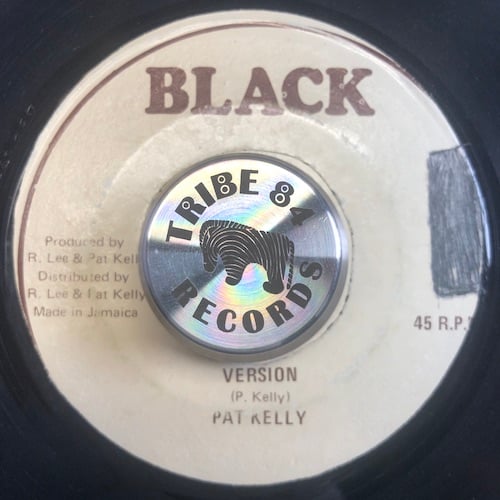 BLACK
TRIBE 84
RECORDS
Produced by
R. Lee & Pat Kell
Distributed by
R. Lee & Pat Kelly
Made in Jamaica
45 R.P.
VERSION
(P. Kelly)
PAT KELLY